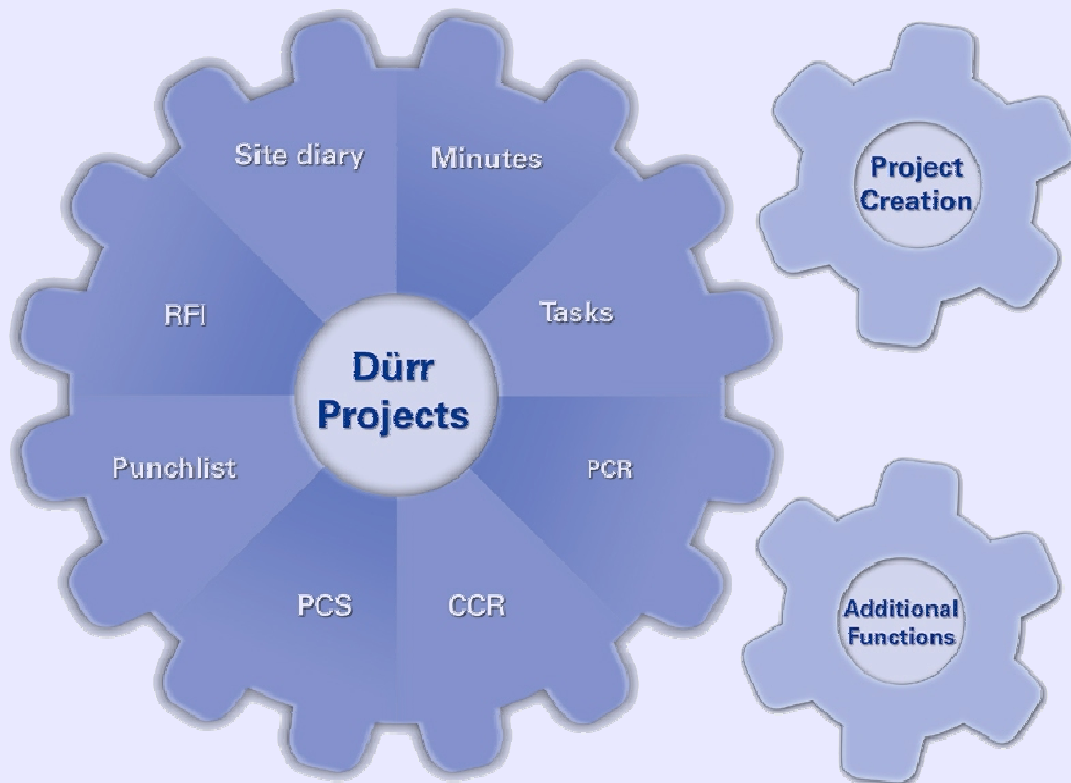 Site diary
Minutes
RFI
Tasks
Dürr
Projects
Punchlist
PCR
PCS
CCR
Project
Creation
Additional
Functions